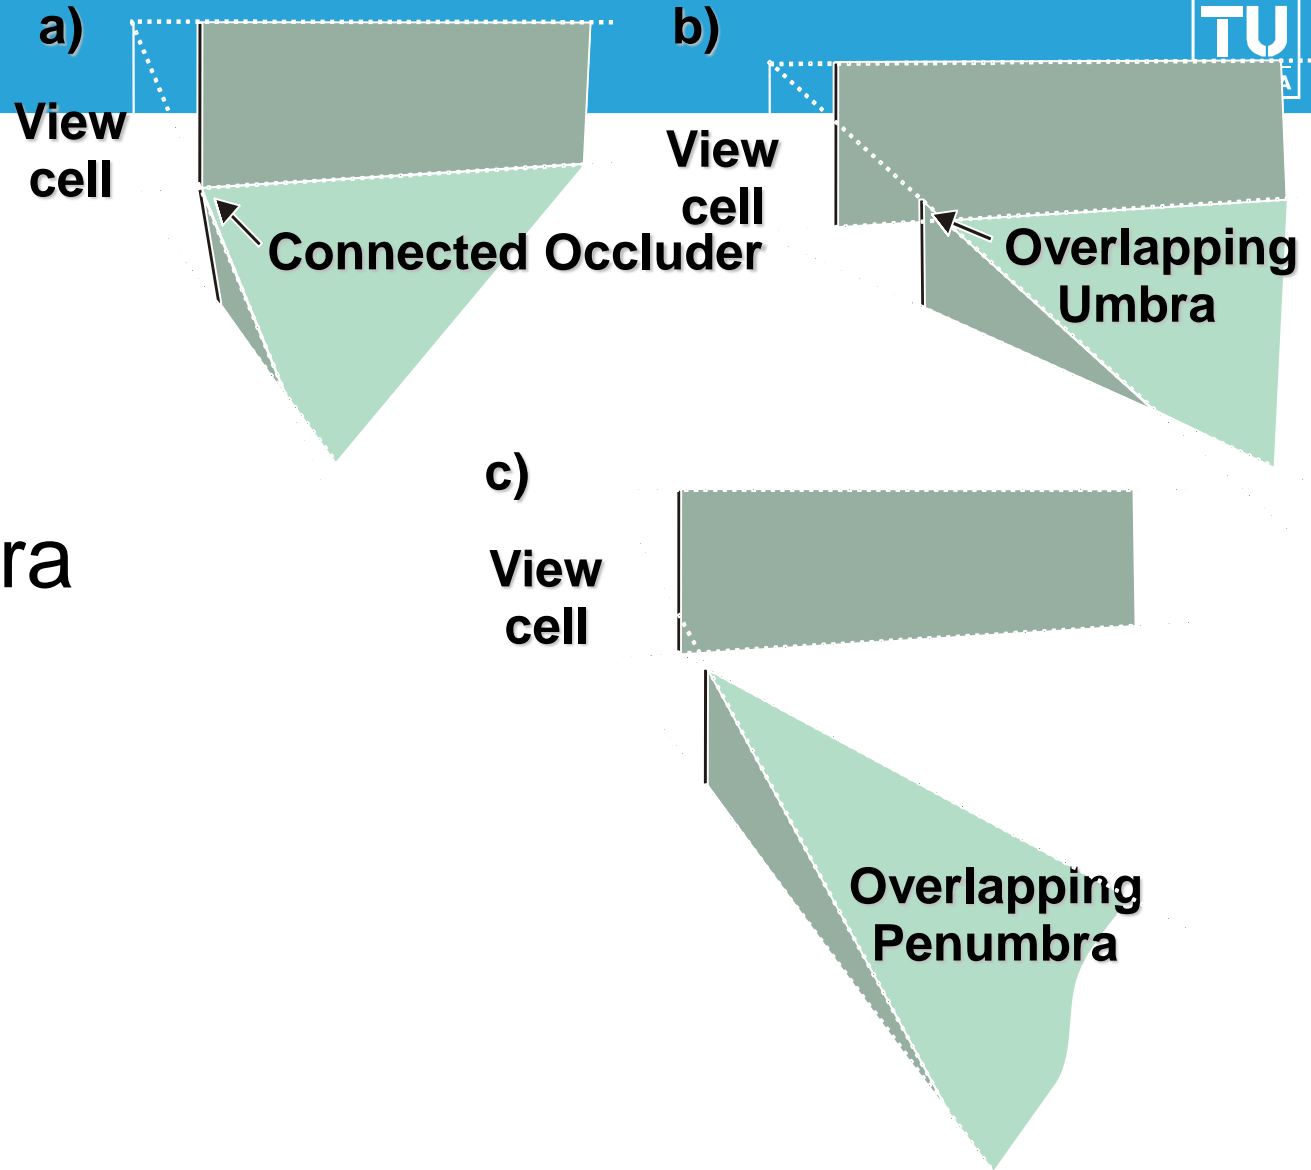 a)
b)
TU
A
View
cell
View
cell
Connected Occluder
Overlapping
Umbra
c)
ra
View
cell
Overlapping
Penumbra